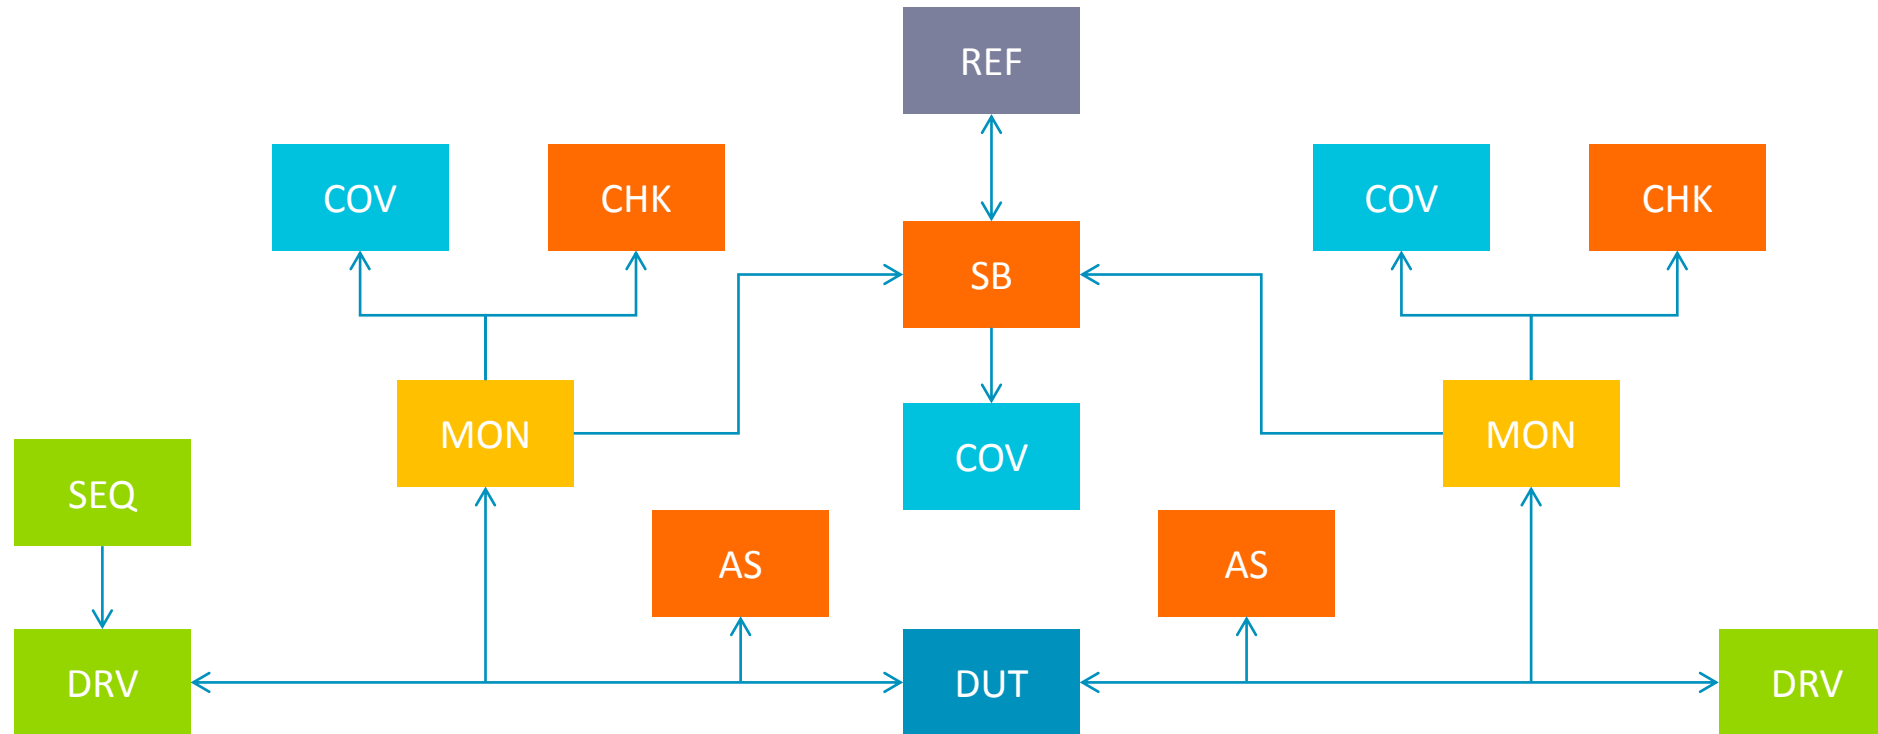 REF
COV
CHK
COV
CHK
SB
MON
MON
COV
SEQ
AS
AS
DRV
DUT
DRV